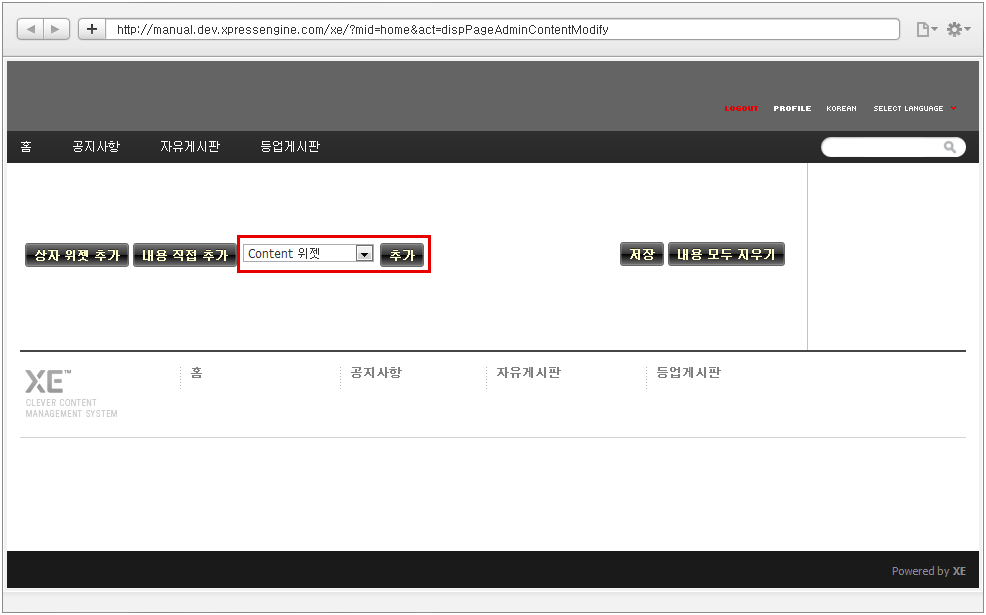 http://manual.dev.xpressengine.com/xe/?mid=home&act=dispPageAdminContentModify
LOGOUT PROFILE KOREAN SELECT LANGUAGE
홈 공지사항 자유게시판 등업게시판
상자 위젯 추가 내용 직접 추가 Content 위젯 추가 저장 내용 모두 지우기
XE™ 홈 공지사항 자유게시판 등업게시판
CLEVER CONTENT
MANAGEMENT SYSTEM
Powered by XE